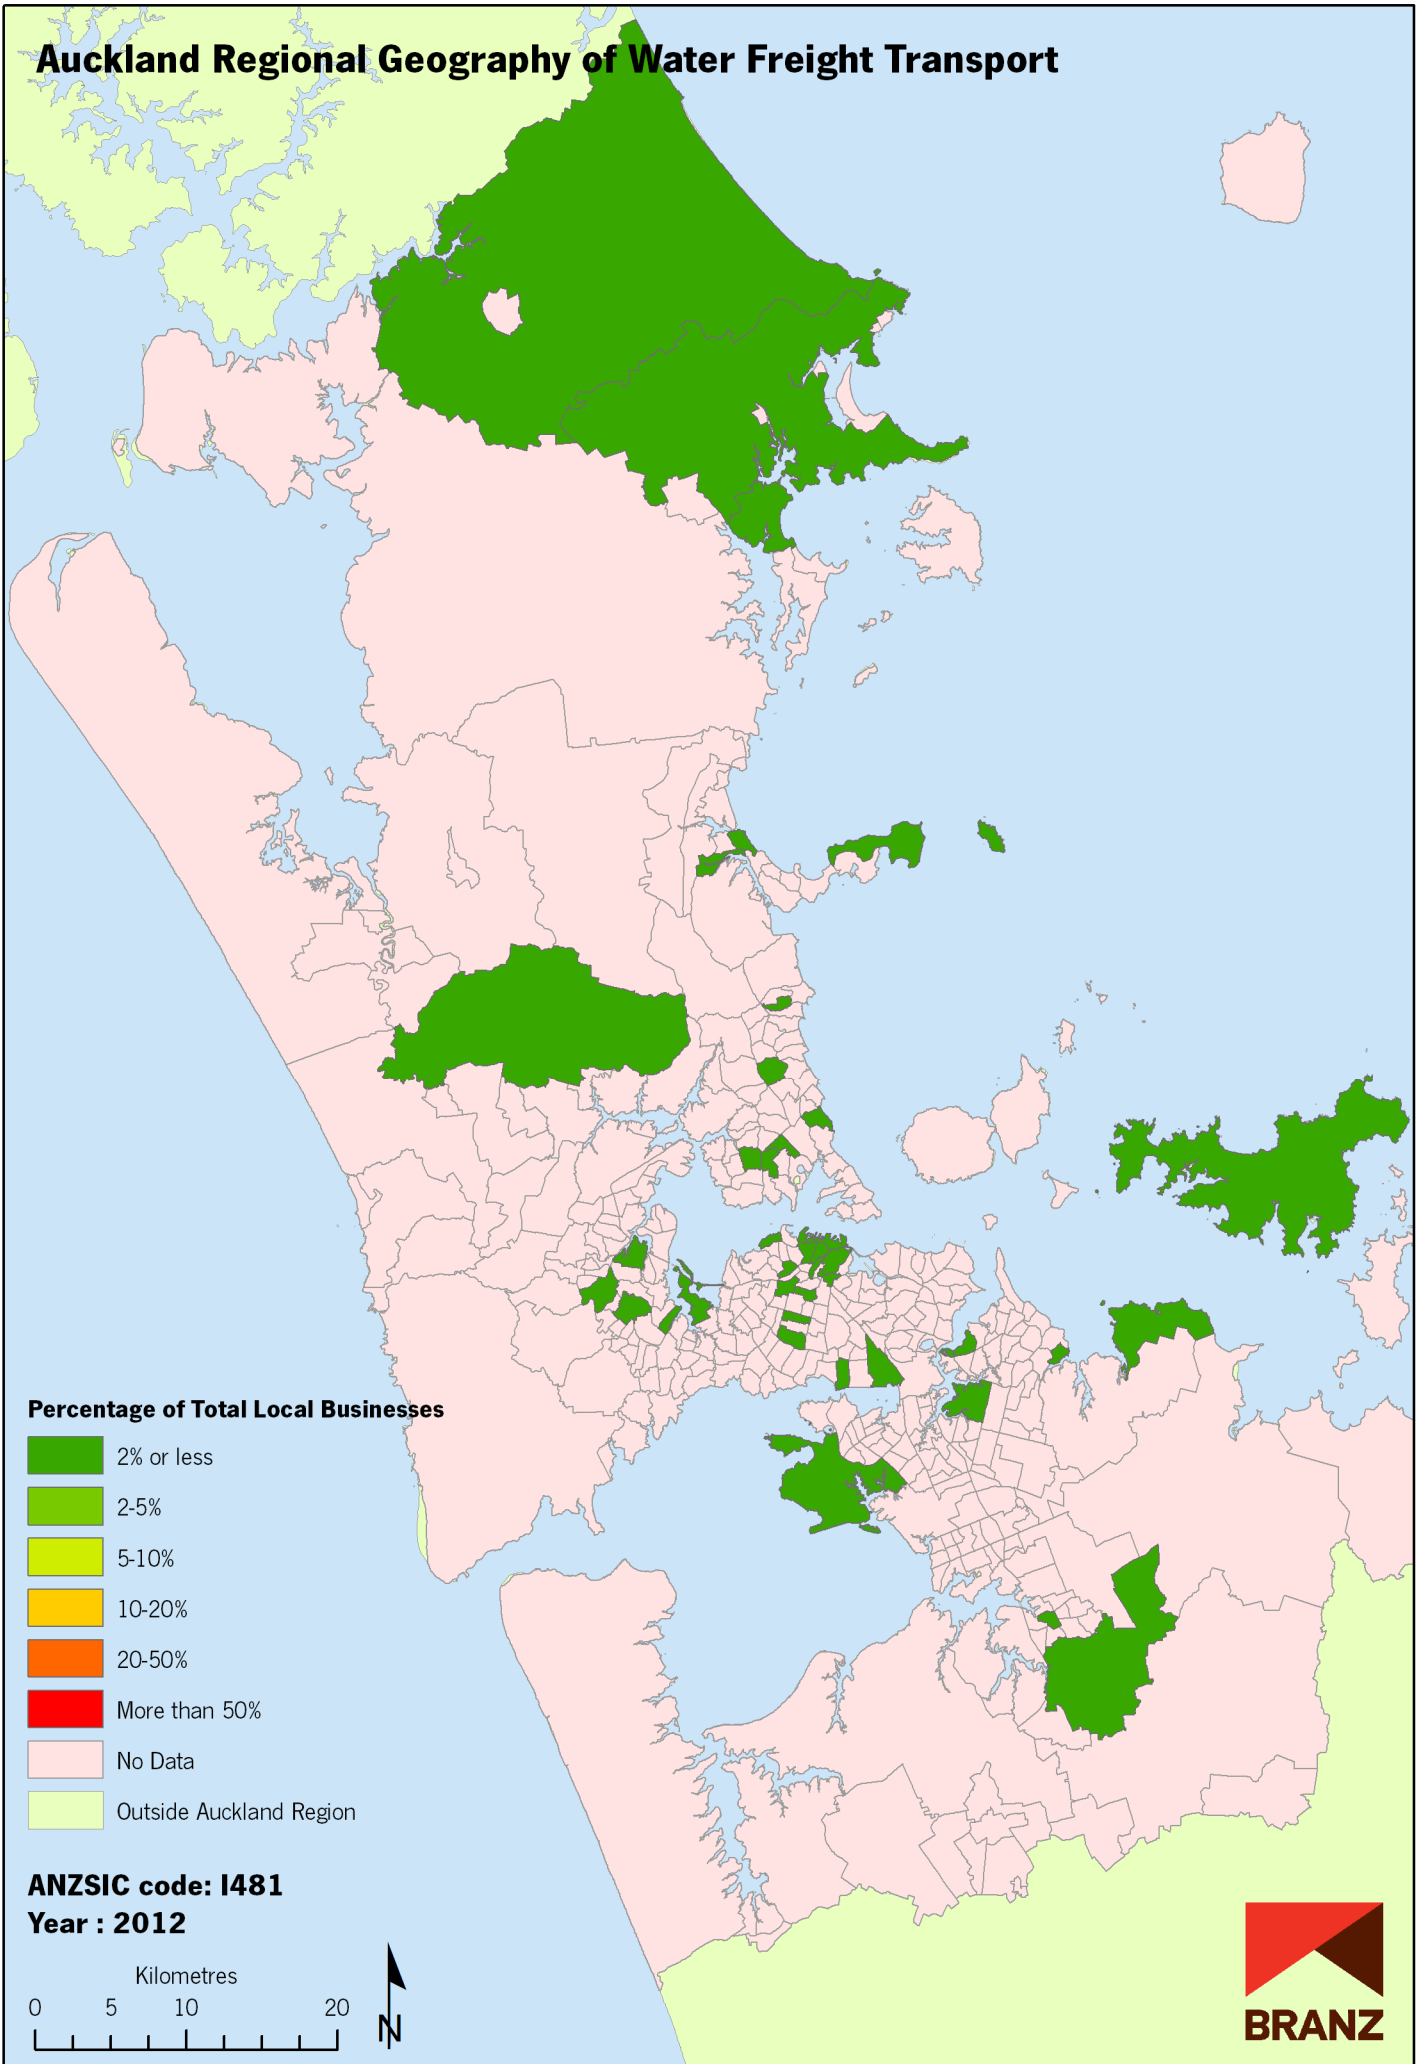 Auckland Regional Geography of Water Freight Transport
Percentage of Total Local Businesses
2% or less
2-5%
5-10%
10-20%
20-50%
More than 50%
No Data
Outside Auckland Region
ANZSIC code: I481
Year : 2012
Kilometres
0 5 10 20
N
BRANZ